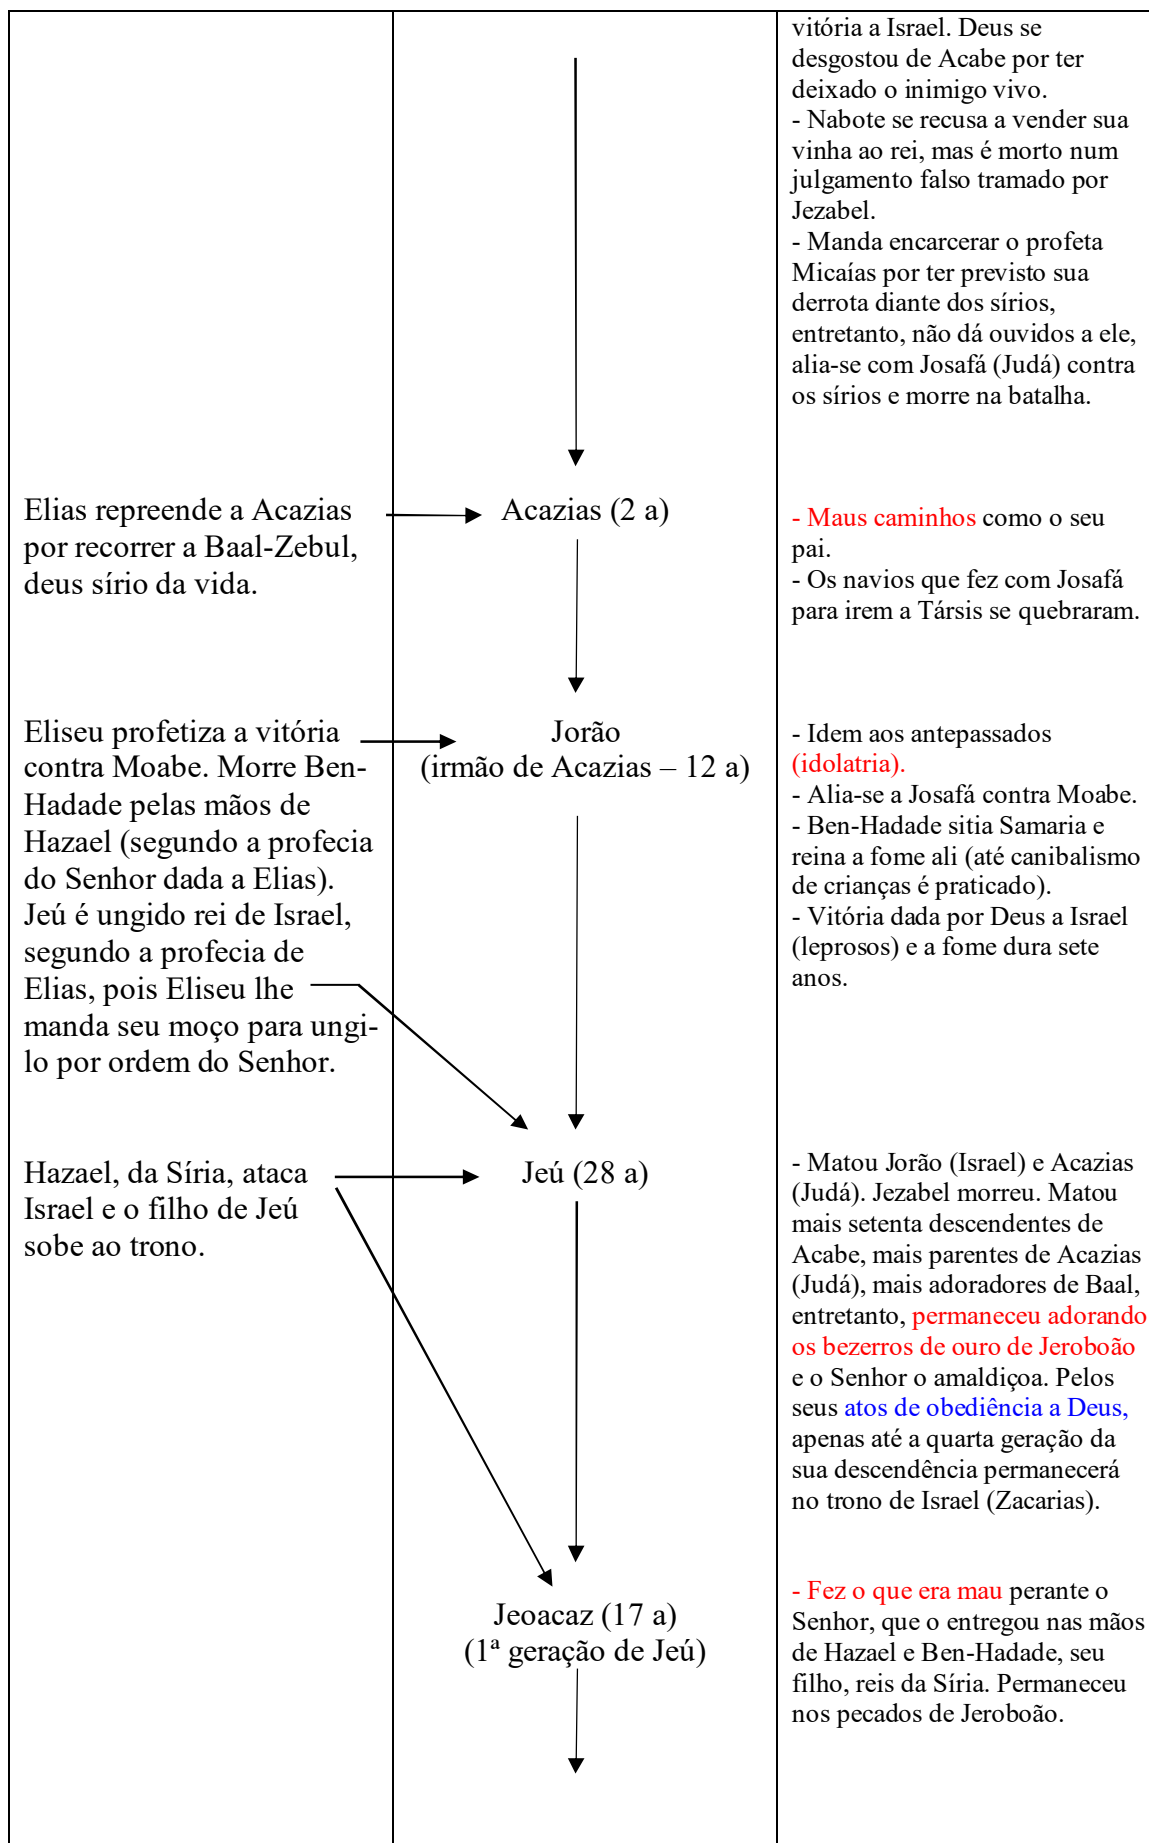 vitória a Israel. Deus se
desgostou de Acabe por ter
deixado o inimigo vivo.
- Nabote se recusa a vender sua
vinha ao rei, mas é morto num
julgamento falso tramado por
Jezabel.
- Manda encarcerar o profeta
Micaías por ter previsto sua
derrota diante dos sírios,
entretanto, não dá ouvidos a ele,
alia-se com Josafá (Judá) contra
os sírios e morre na batalha.
Elias repreende a Acazias
por recorrer a Baal-Zebul,
deus sírio da vida.
Acazias (2 a)
- Maus caminhos como o seu
pai.
- Os navios que fez com Josafá
para irem a Társis se quebraram.
Eliseu profetiza a vitória
contra Moabe. Morre Ben-
Hadade pelas mãos de
Hazael (segundo a profecia
do Senhor dada a Elias).
Jeú é ungido rei de Israel,
segundo a profecia de
Elias, pois Eliseu lhe
manda seu moço para ungi-
lo por ordem do Senhor.
Jorão
(irmão de Acazias – 12 a)
- Idem aos antepassados
(idolatria).
- Alia-se a Josafá contra Moabe.
- Ben-Hadade sitia Samaria e
reina a fome ali (até canibalismo
de crianças é praticado).
- Vitória dada por Deus a Israel
(leprosos) e a fome dura sete
anos.
Hazael, da Síria, ataca
Israel e o filho de Jeú
sobe ao trono.
Jeú (28 a)
- Matou Jorão (Israel) e Acazias
(Judá). Jezabel morreu. Matou
mais setenta descendentes de
Acabe, mais parentes de Acazias
(Judá), mais adoradores de Baal,
entretanto, permaneceu adorando
os bezerros de ouro de Jeroboão
e o Senhor o amaldiçoa. Pelos
seus atos de obediência a Deus,
apenas até a quarta geração da
sua descendência permanecerá
no trono de Israel (Zacarias).
Jeoacaz (17 a)
(1ª geração de Jeú)
- Fez o que era mau perante o
Senhor, que o entregou nas mãos
de Hazael e Ben-Hadade, seu
filho, reis da Síria. Permaneceu
nos pecados de Jeroboão.